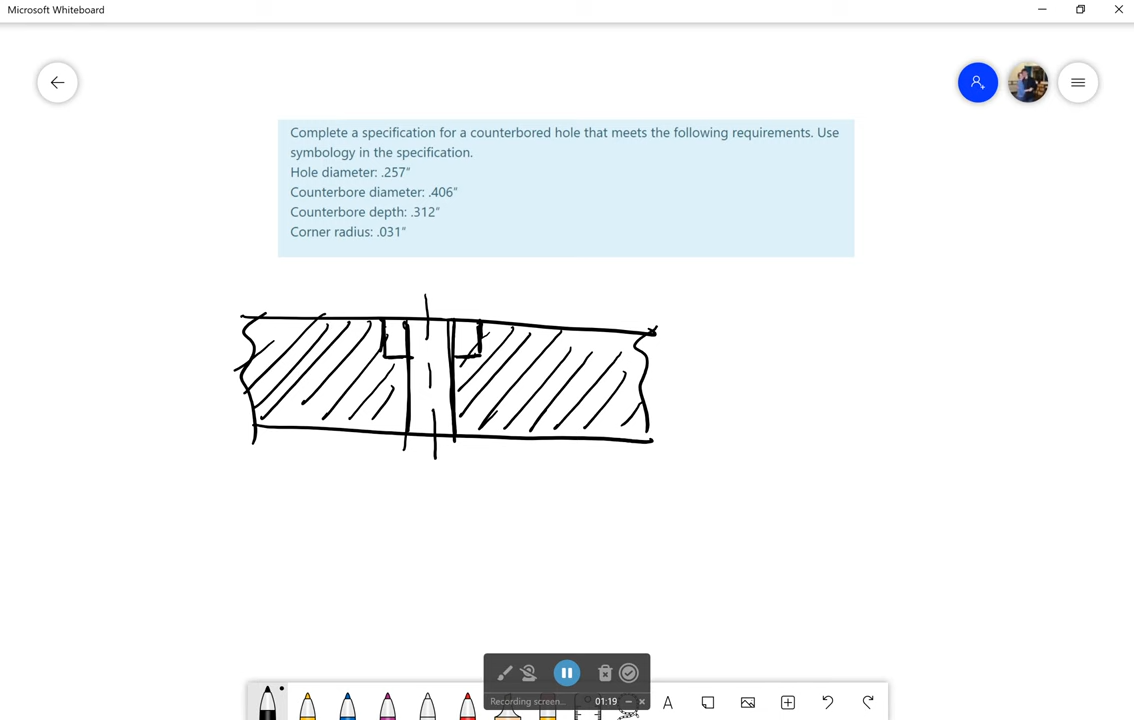 Microsoft Whiteboard
Complete a specification for a counterbored hole that meets the following requirements. Use
symbology in the specification.
Hole diameter: .257"
Counterbore diameter: .406"
Counterbore depth: .312"
Corner radius: .031"
Recording screen... 01:19